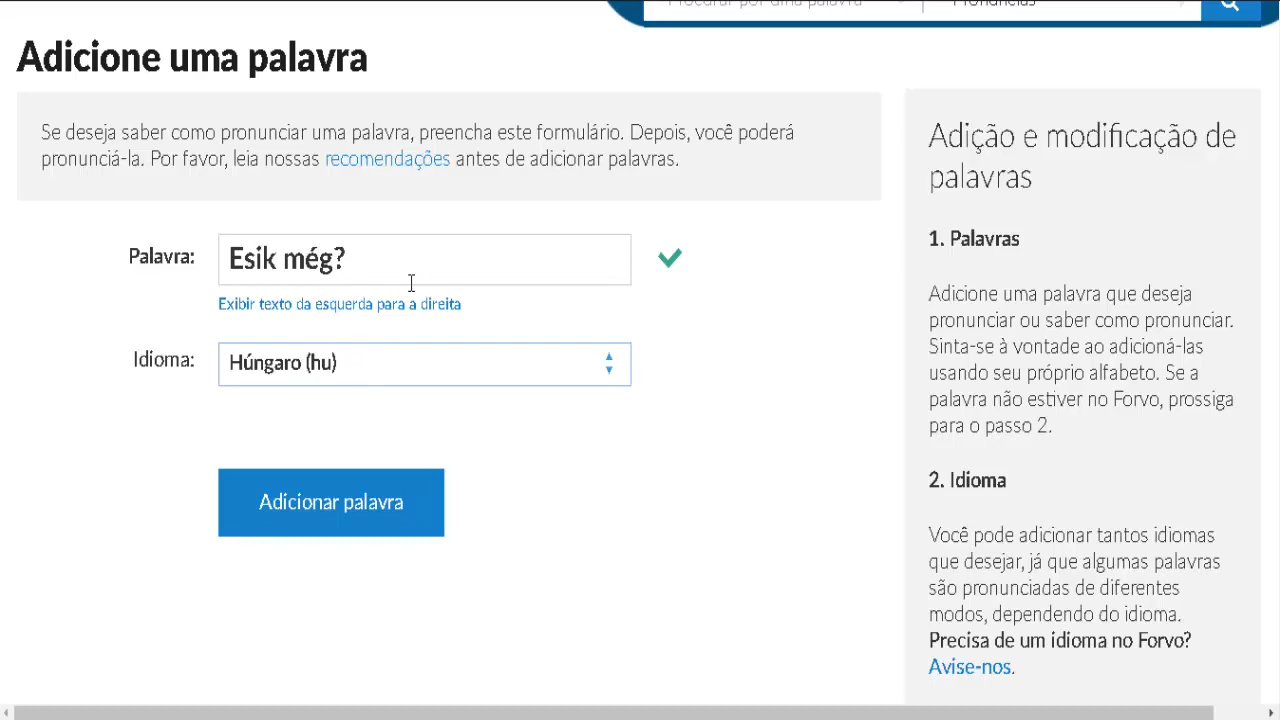 Adicione uma palavra
Se deseja saber como pronunciar uma palavra, preencha este formulário. Depois, você poderá
pronunciá-la. Por favor, leia nossas recomendações antes de adicionar palavras.
Palavra:
Esik még?
Exibir texto da esquerda para a direita
Idioma:
Húngaro (hu)
Adicionar palavra
Adição e modificação de
palavras
1. Palavras
Adicione uma palavra que deseja
pronunciar ou saber como pronunciar.
Sinta-se à vontade ao adicioná-las
usando seu próprio alfabeto. Se a
palavra não estiver no Forvo, prossiga
para o passo 2.
2. Idioma
Você pode adicionar tantos idiomas
que desejar, já que algumas palavras
são pronunciadas de diferentes
modos, dependendo do idioma.
Precisa de um idioma no Forvo?
Avise-nos.